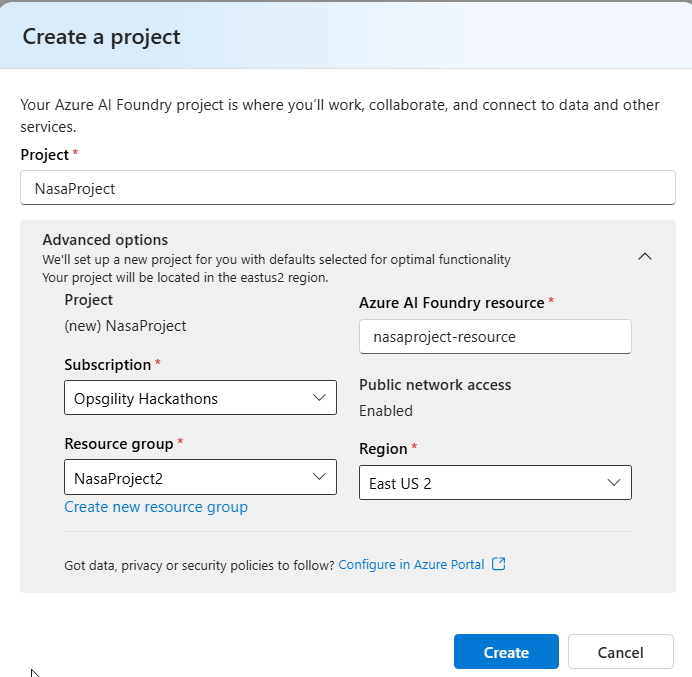 Create a project
Your Azure AI Foundry project is where you'll work, collaborate, and connect to data and other
services.
Project *
NasaProject
Advanced options
We'll set up a new project for you with defaults selected for optimal functionality
Your project will be located in the eastus2 region.
Project
(new) NasaProject
Subscription *
Opsgility Hackathons
Resource group *
NasaProject2
Create new resource group
Azure AI Foundry resource *
nasaproject-resource
Public network access
Enabled
Region *
East US 2
Got data, privacy or security policies to follow? Configure in Azure Portal
Create
Cancel